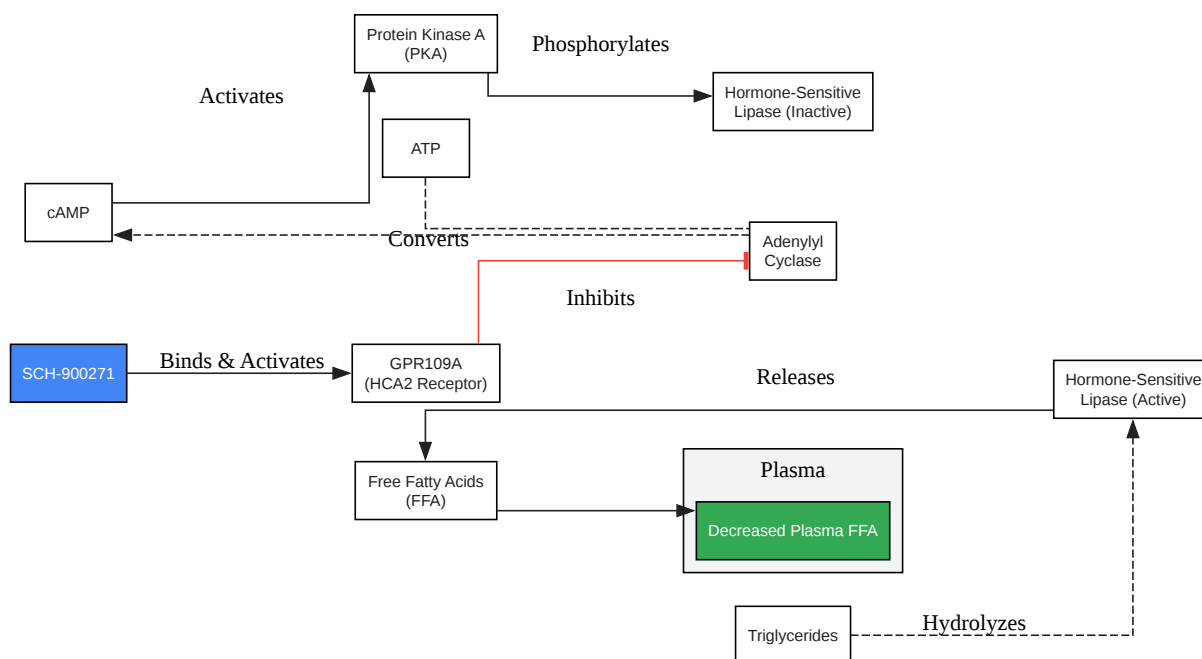 Protein Kinase A
(PKA)
Phosphorylates
Activates
Hormone-Sensitive
Lipase (Inactive)
ATP
cAMP
Converts
Adenylyl
Cyclase
Inhibits
SCH-900271
Binds & Activates
GPR109A
(HCA2 Receptor)
Releases
Hormone-Sensitive
Lipase (Active)
Free Fatty Acids
(FFA)
Plasma
Decreased Plasma FFA
Triglycerides
Hydrolyzes